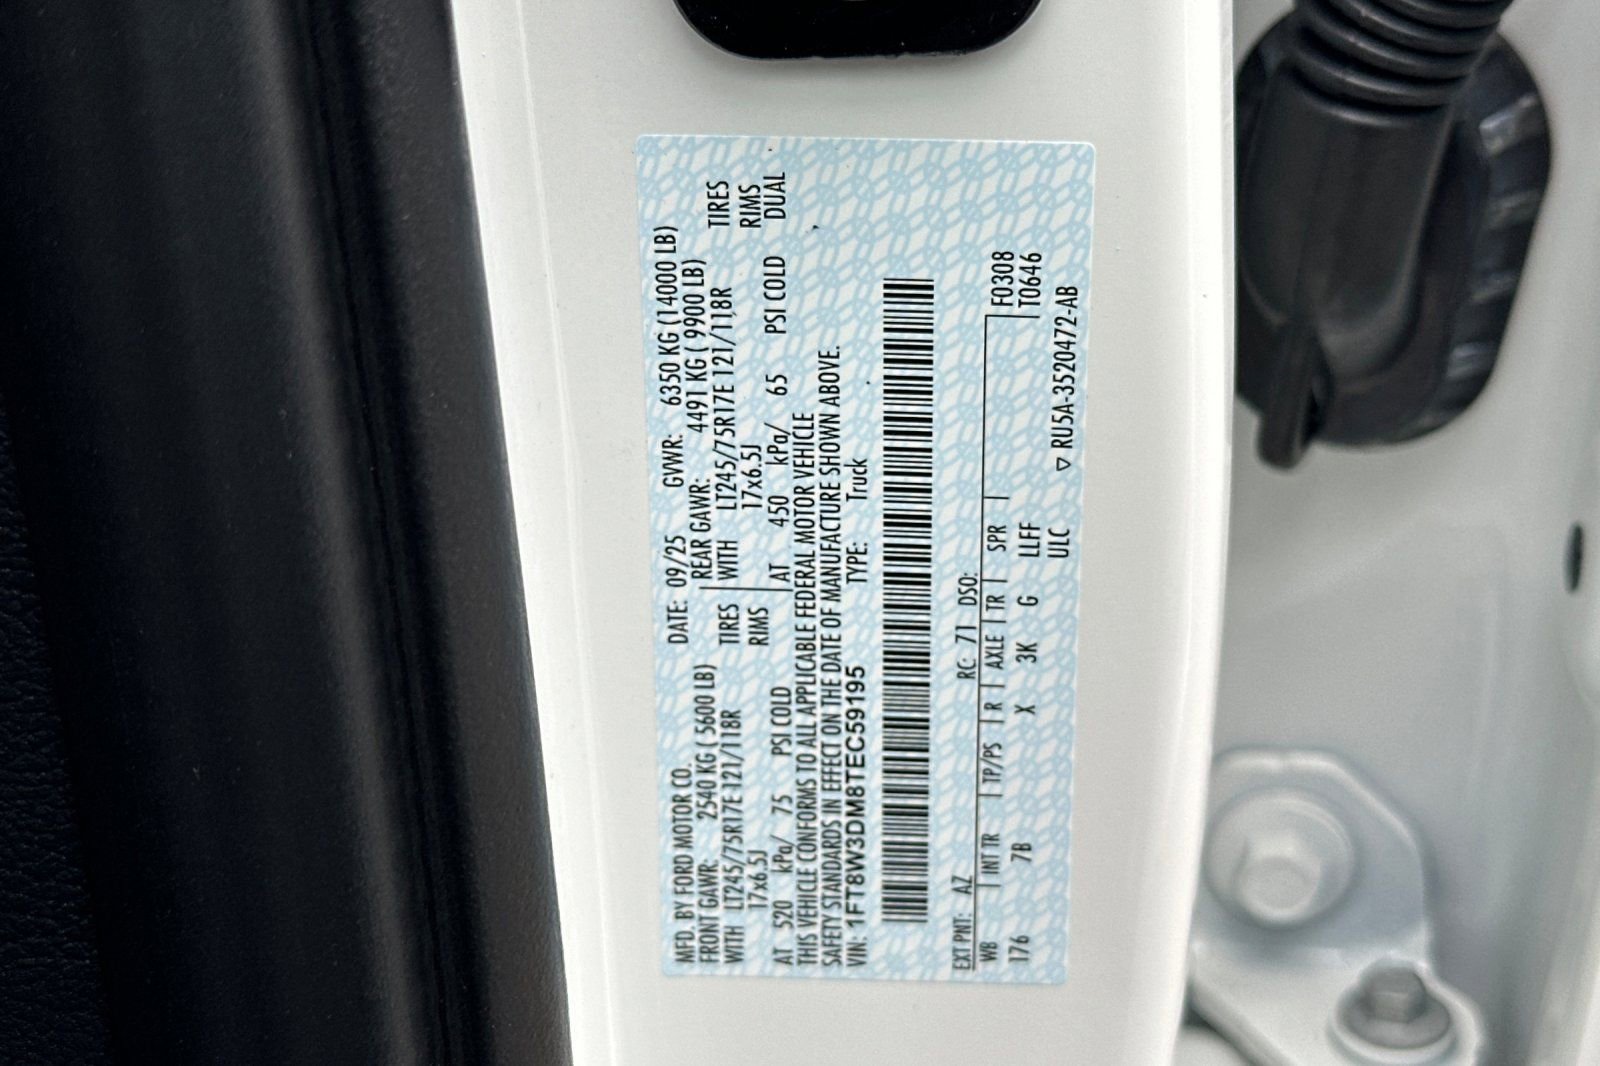 MFD. BY FORD MOTOR CO. DATE: 09/25 GVWR: 6350 KG (14000 LB)
FRONT GAWR: 2540 KG ( 5600 LB) REAR GAWR: 4491 KG ( 9900 LB)
WITH LT245/75R17E 121/118R TIRES WITH LT245/75R17E 121/118R TIRES
17x6.5J RIMS 17x6.5J RIMS
AT 520 kPa/ 75 PSI COLD AT 450 kPa/ 65 PSI COLD DUAL
THIS VEHICLE CONFORMS TO ALL APPLICABLE FEDERAL MOTOR VEHICLE
SAFETY STANDARDS IN EFFECT ON THE DATE OF MANUFACTURE SHOWN ABOVE.
VIN: 1FT8W3DM8TEC59195 TYPE: Truck
EXT PNT: AZ RC: 71 DSO: F0308
WB INT TR TP/PS R AXLE TR SPR T0646
176 7B X 3K G LLFF
ULC ▽ RU5A-3520472-AB